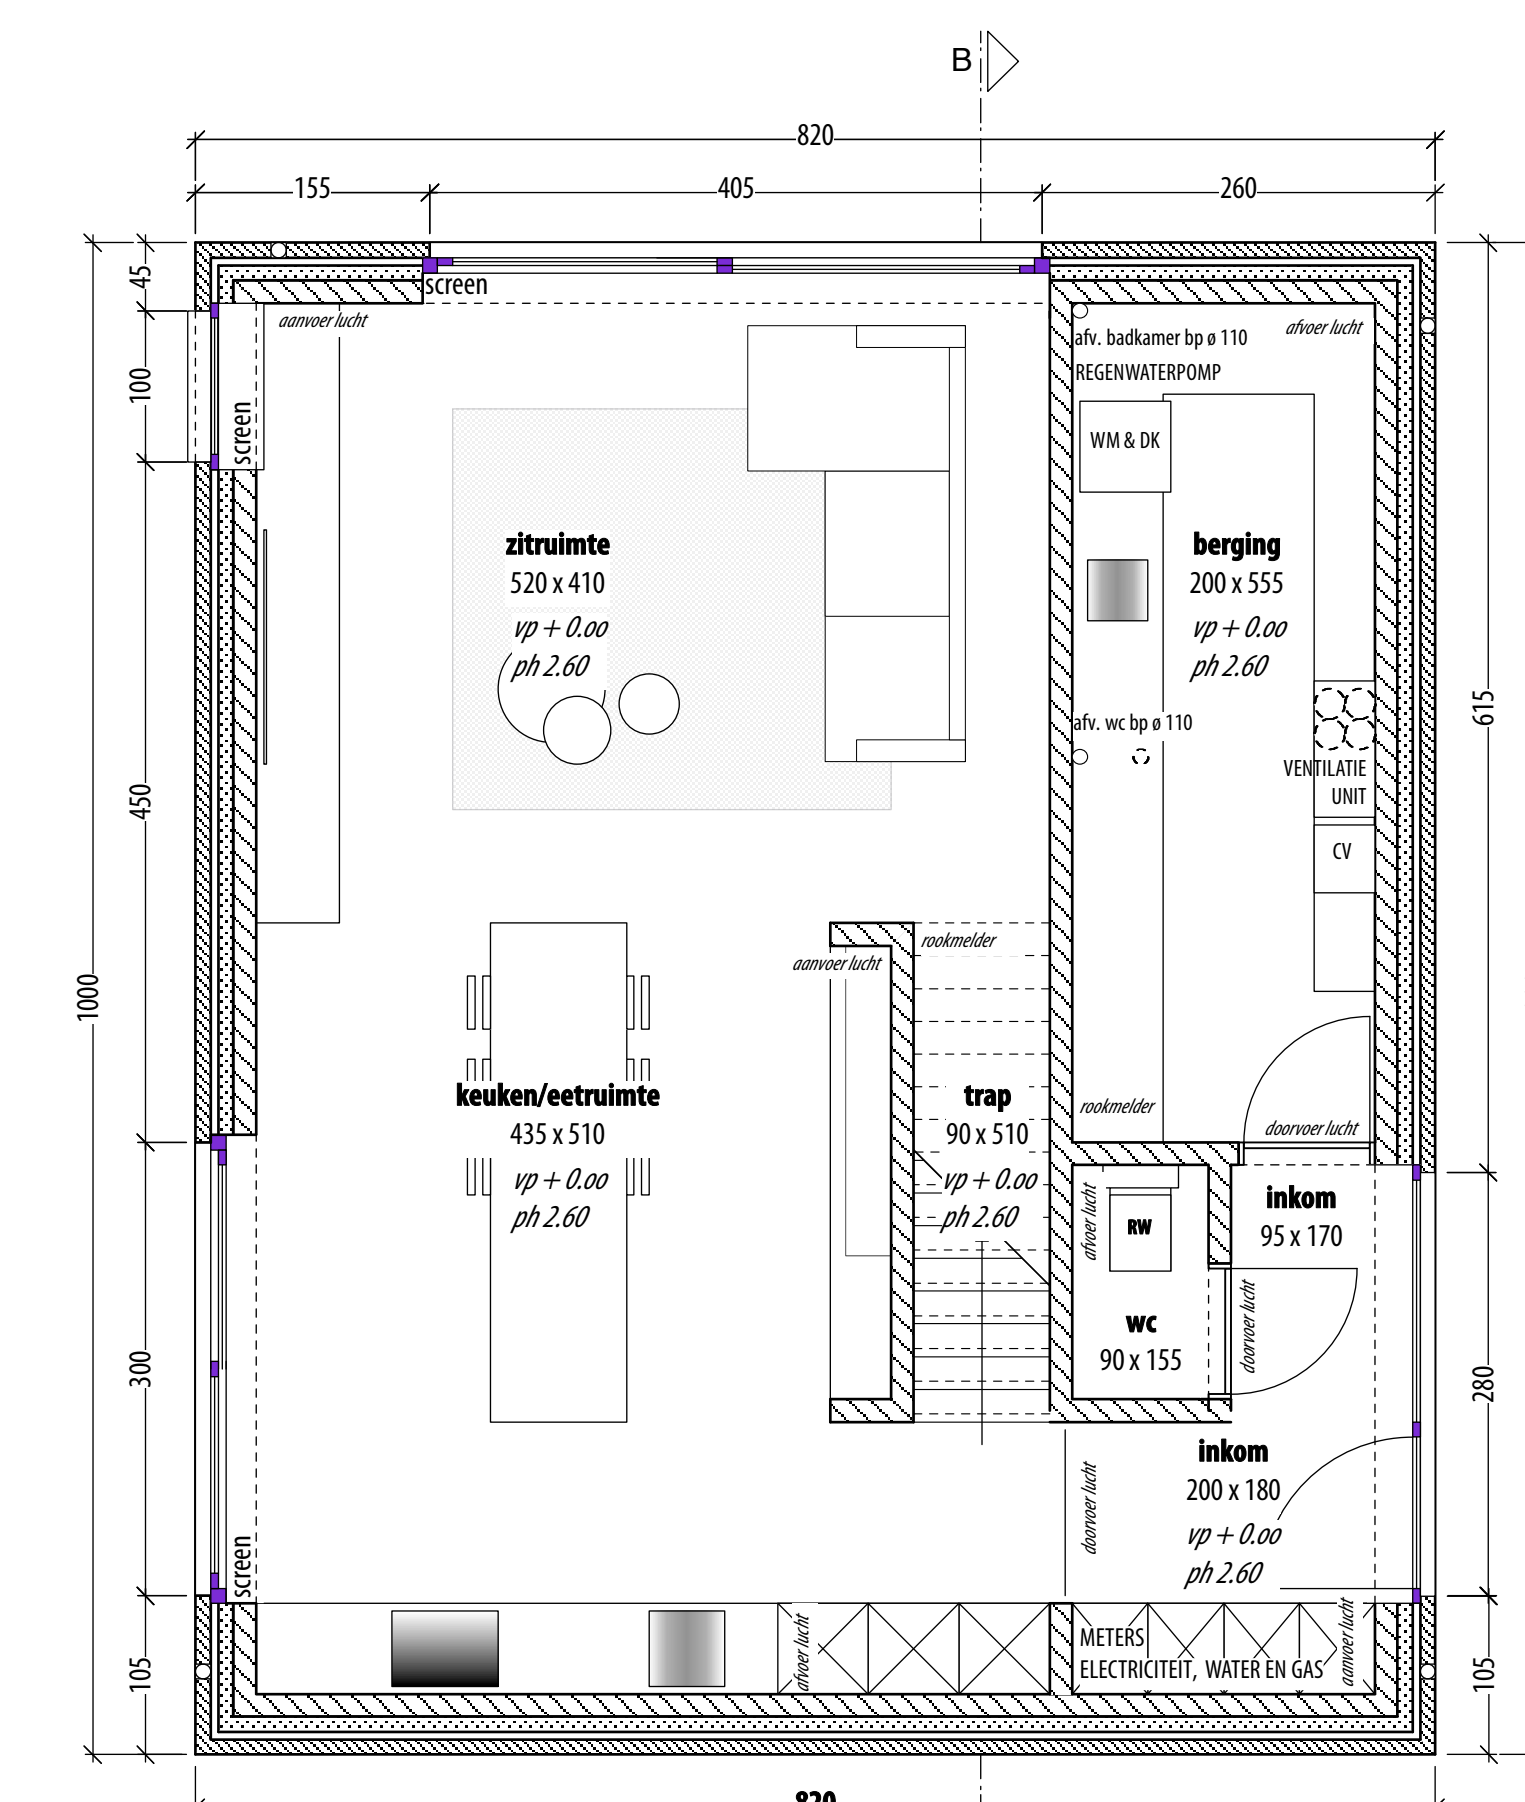 B
820
155
405
260
45
100
450
1000
300
105
615
280
105
screen
aanvoer lucht
screen
afv. badkamer bp ø 110
afvoer lucht
REGENWATERPOMP
WM & DK
zitruimte
520 x 410
vp + 0.oo
ph 2.60
berging
200 x 555
vp + 0.oo
ph 2.60
afv. wc bp ø 110
VENTILATIE
UNIT
CV
rookmelder
aanvoer lucht
keuken/eetruimte
435 x 510
vp + 0.oo
ph 2.60
trap
90 x 510
vp + 0.oo
ph 2.60
rookmelder
doorvoer lucht
afvoer lucht
RW
inkom
95 x 170
wc
90 x 155
doorvoer lucht
inkom
200 x 180
vp + 0.oo
ph 2.60
doorvoer lucht
screen
afvoer lucht
METERS
ELECTRICITEIT, WATER EN GAS
aanvoer lucht
820